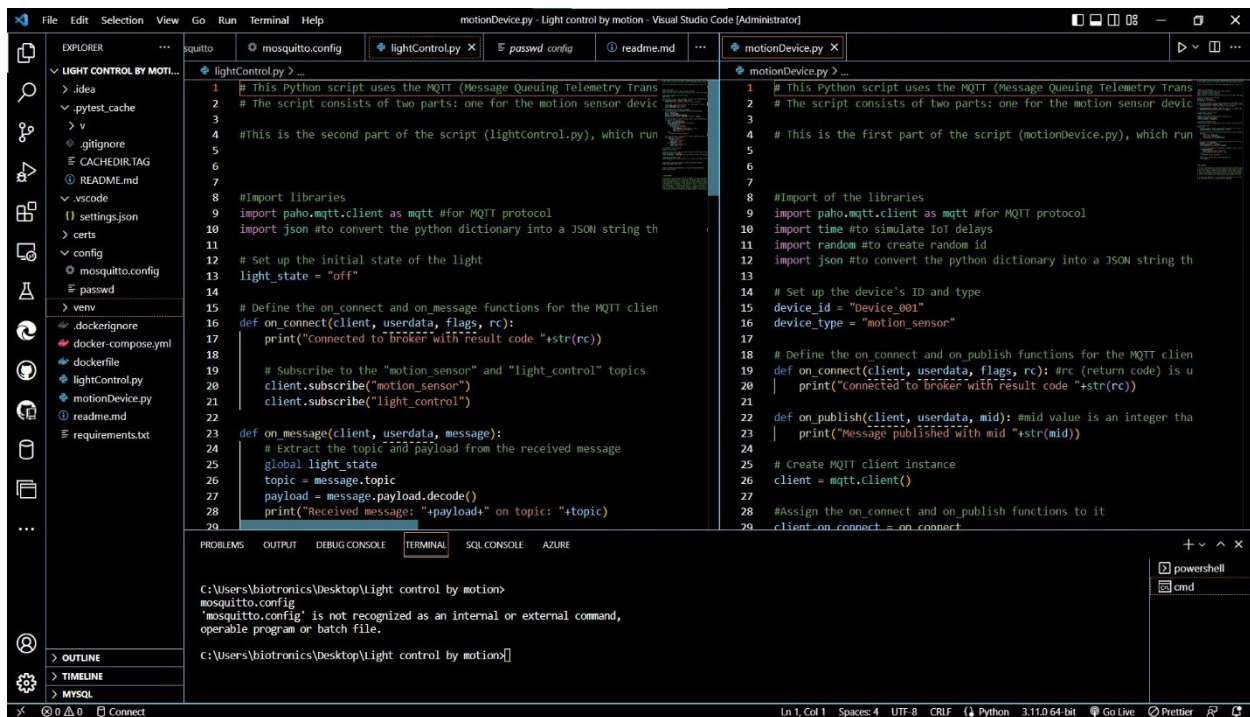 File Edit Selection View Go Run Terminal Help
motionDevice.py - Light control by motion - Visual Studio Code [Administrator]
EXPLORER
LIGHT CONTROL BY MOTI...
.idea
.pytest_cache
v
.gitignore
CACHEDIR.TAG
README.md
.vscode
settings.json
certs
config
mosquitto.config
passwd
venv
.dockerignore
docker-compose.yml
dockerfile
lightControl.py
motionDevice.py
readme.md
requirements.txt
OUTLINE
TIMELINE
MYSQL
squitto mosquitto.config lightControl.py passwd config readme.md
lightControl.py > ...
1 # This Python script uses the MQTT (Message Queuing Telemetry Trans
2 # The script consists of two parts: one for the motion sensor devic
3
4 #This is the second part of the script (lightControl.py), which run
5
6
7
8 #Import libraries
9 import paho.mqtt.client as mqtt #for MQTT protocol
10 import json #to convert the python dictionary into a JSON string th
11
12 # Set up the initial state of the light
13 light_state = "off"
14
15 # Define the on_connect and on_message functions for the MQTT clien
16 def on_connect(client, userdata, flags, rc):
17 print("Connected to broker with result code "+str(rc))
18
19 # Subscribe to the "motion_sensor" and "light_control" topics
20 client.subscribe("motion_sensor")
21 client.subscribe("light_control")
22
23 def on_message(client, userdata, message):
24 # Extract the topic and payload from the received message
25 global light_state
26 topic = message.topic
27 payload = message.payload.decode()
28 print("Received message: "+payload+" on topic: "+topic)
29
motionDevice.py
motionDevice.py > ...
1 # This Python script uses the MQTT (Message Queuing Telemetry Trans
2 # The script consists of two parts: one for the motion sensor devic
3
4 # This is the first part of the script (motionDevice.py), which run
5
6
7
8 #Import of the libraries
9 import paho.mqtt.client as mqtt #for MQTT protocol
10 import time #to simulate IoT delays
11 import random #to create random id
12 import json #to convert the python dictionary into a JSON string th
13
14 # Set up the device's ID and type
15 device_id = "Device_001"
16 device_type = "motion_sensor"
17
18 # Define the on_connect and on_publish functions for the MQTT clien
19 def on_connect(client, userdata, flags, rc): #rc (return code) is u
20 print("Connected to broker with result code "+str(rc))
21
22 def on_publish(client, userdata, mid): #mid value is an integer tha
23 print("Message published with mid "+str(mid))
24
25 # Create MQTT client instance
26 client = mqtt.Client()
27
28 #Assign the on_connect and on_publish functions to it
29 client.on_connect = on_connect
PROBLEMS OUTPUT DEBUG CONSOLE TERMINAL SQL CONSOLE AZURE
C:\Users\biotronics\Desktop\Light control by motion>
mosquitto.config
'mosquitto.config' is not recognized as an internal or external command,
operable program or batch file.
C:\Users\biotronics\Desktop\Light control by motion>
powershell
cmd
0 0 Connect
Ln 1, Col 1 Spaces: 4 UTF-8 CRLF Python 3.11.0 64-bit Go Live Prettier